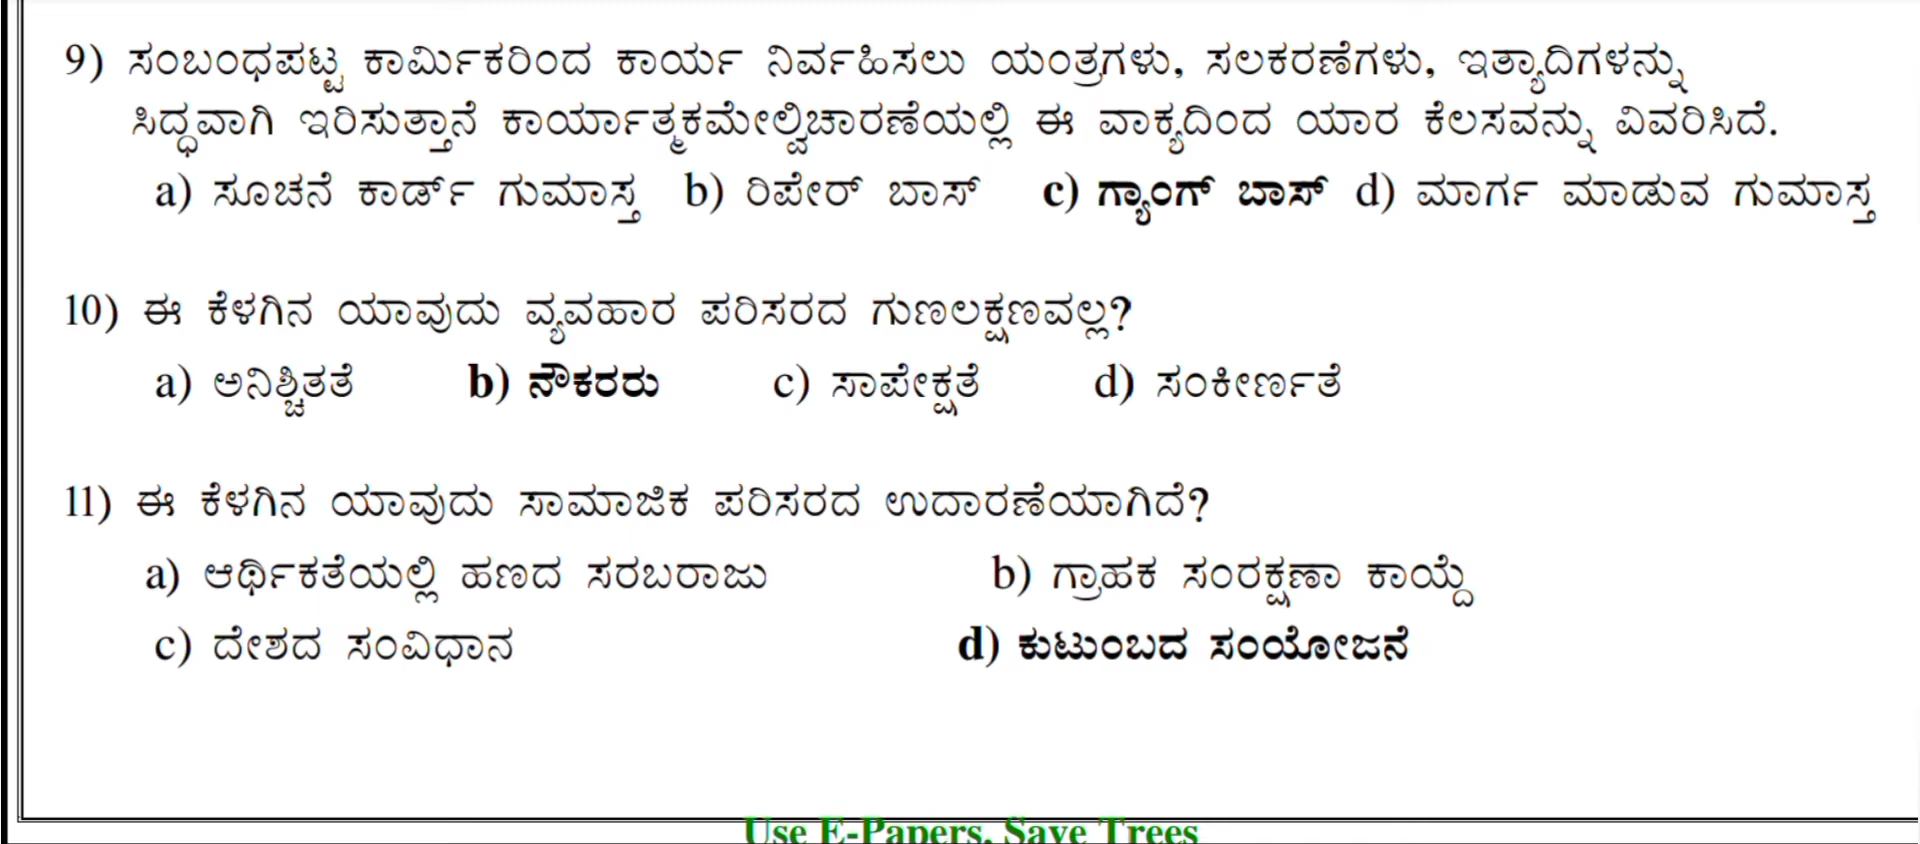 9) ಸಂಬಂಧಪಟ್ಟ ಕಾರ್ಮಿಕರಿಂದ ಕಾರ್ಯ ನಿರ್ವಹಿಸಲು ಯಂತ್ರಗಳು, ಸಲಕರಣೆಗಳು, ಇತ್ಯಾದಿಗಳನ್ನು
ಸಿದ್ಧವಾಗಿ ಇರಿಸುತ್ತಾನೆ ಕಾರ್ಯಾತ್ಮಕಮೇಲ್ವಿಚಾರಣೆಯಲ್ಲಿ ಈ ವಾಕ್ಯದಿಂದ ಯಾರ ಕೆಲಸವನ್ನು ವಿವರಿಸಿದೆ.
a) ಸೂಚನೆ ಕಾರ್ಡ್ ಗುಮಾಸ್ತ b) ರಿಪೇರ್ ಬಾಸ್ c) ಗ್ಯಾಂಗ್ ಬಾಸ್ d) ಮಾರ್ಗ ಮಾಡುವ ಗುಮಾಸ್ತ
10) ಈ ಕೆಳಗಿನ ಯಾವುದು ವ್ಯವಹಾರ ಪರಿಸರದ ಗುಣಲಕ್ಷಣವಲ್ಲ?
a) ಅನಿಶ್ಚಿತತೆ b) ನೌಕರರು c) ಸಾಪೇಕ್ಷತೆ d) ಸಂಕೀರ್ಣತೆ
11) ಈ ಕೆಳಗಿನ ಯಾವುದು ಸಾಮಾಜಿಕ ಪರಿಸರದ ಉದಾರಣೆಯಾಗಿದೆ?
a) ಆರ್ಥಿಕತೆಯಲ್ಲಿ ಹಣದ ಸರಬರಾಜು b) ಗ್ರಾಹಕ ಸಂರಕ್ಷಣಾ ಕಾಯ್ದೆ
c) ದೇಶದ ಸಂವಿಧಾನ d) ಕುಟುಂಬದ ಸಂಯೋಜನೆ
Use E-Papers, Save Trees